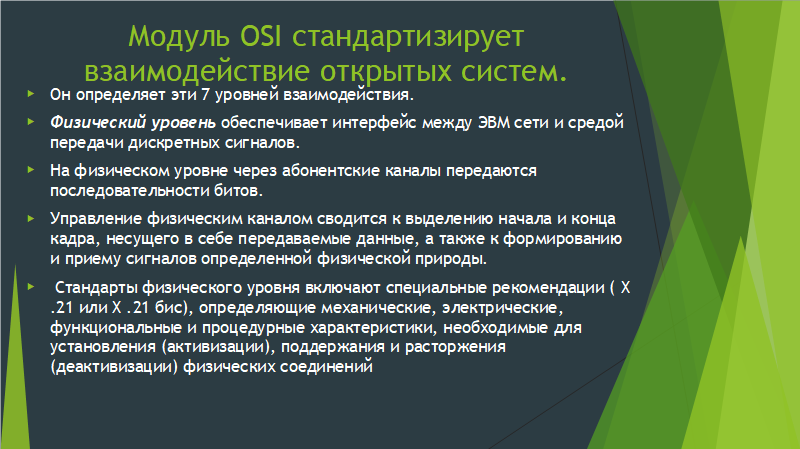 Модуль OSI стандартизирует
взаимодействие открытых систем.
Он определяет эти 7 уровней взаимодействия.
Физический уровень обеспечивает интерфейс между ЭВМ сети и средой
передачи дискретных сигналов.
На физическом уровне через абонентские каналы передаются
последовательности битов.
Управление физическим каналом сводится к выделению начала и конца
кадра, несущего в себе передаваемые данные, а также к формированию
и приему сигналов определенной физической природы.
Стандарты физического уровня включают специальные рекомендации ( X
.21 или X .21 бис), определяющие механические, электрические,
функциональные и процедурные характеристики, необходимые для
установления (активизации), поддержания и расторжения
(деактивизации) физических соединений